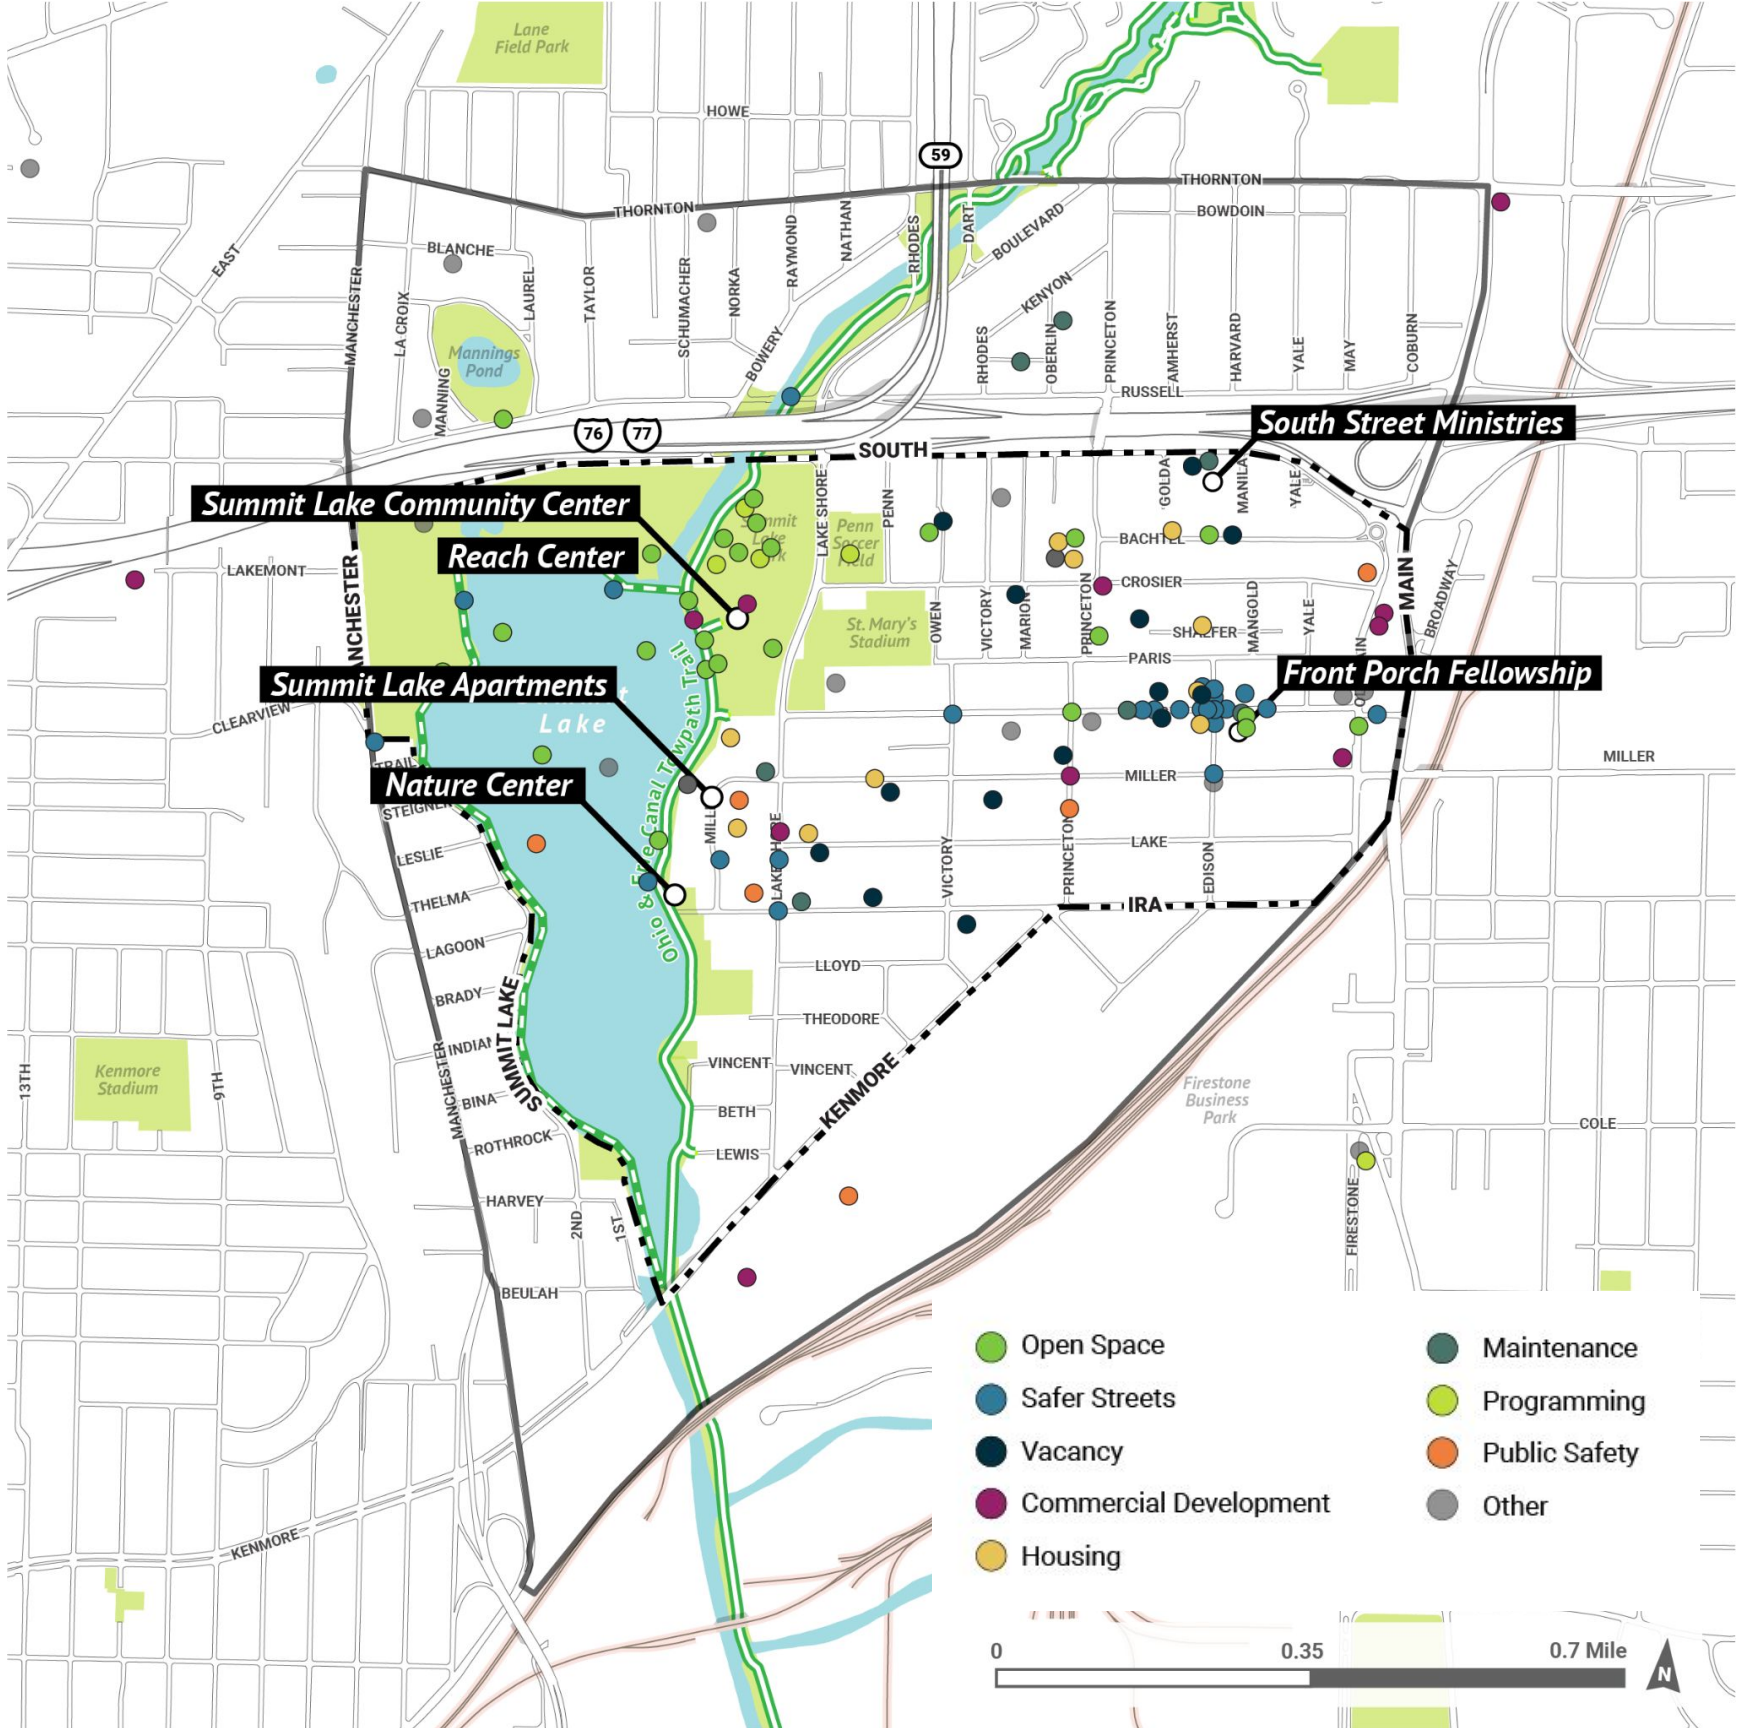 Lane
Field Park
HOWE
59
THORNTON
THORNTON
BOWDOIN
BLANCHE
EAST
MANCHESTER
LA CROIX
LAUREL
TAYLOR
SCHUMACHER
NORKA
RAYMOND
NATHAN
RHODES
DART
BOULEVARD
KENYON
BOWERY
MANNING
Mannings
Pond
RHODES
OBERLIN
PRINCETON
AMHERST
HARVARD
YALE
MAY
COBURN
RUSSELL
76
77
SOUTH
South Street Ministries
Summit Lake Community Center
Reach Center
Summit
Lake
Park
LAKE SHORE
PENN
Penn
Soccer
Field
GOLDA
MANILA
YALE
BACHTEL
LAKEMONT
MANCHESTER
CROSIER
MAIN
BROADWAY
OWEN
VICTORY
MARION
PRINCETON
MANGOLD
YALE
St. Mary's
Stadium
SHAEFER
PARIS
Front Porch Fellowship
Summit Lake Apartments
Lake
CLEARVIEW
Ohio & Erie Canal Towpath Trail
TRAIL
Nature Center
STEIGNER
MILLER
MILLER
LESLIE
LAKE
THELMA
VICTORY
PRINCETON
EDISON
IRA
LAGOON
LLOYD
BRADY
SUMMIT LAKE
THEODORE
INDIAN
MANCHESTER
VINCENT
VINCENT
KENMORE
Kenmore
Stadium
13TH
9TH
BINA
BETH
Firestone
Business
Park
COLE
ROTHROCK
LEWIS
HARVEY
2ND
1ST
FIRESTONE
BEULAH
KENMORE
Open Space
Safer Streets
Vacancy
Commercial Development
Housing
Maintenance
Programming
Public Safety
Other
0
0.35
0.7 Mile
N